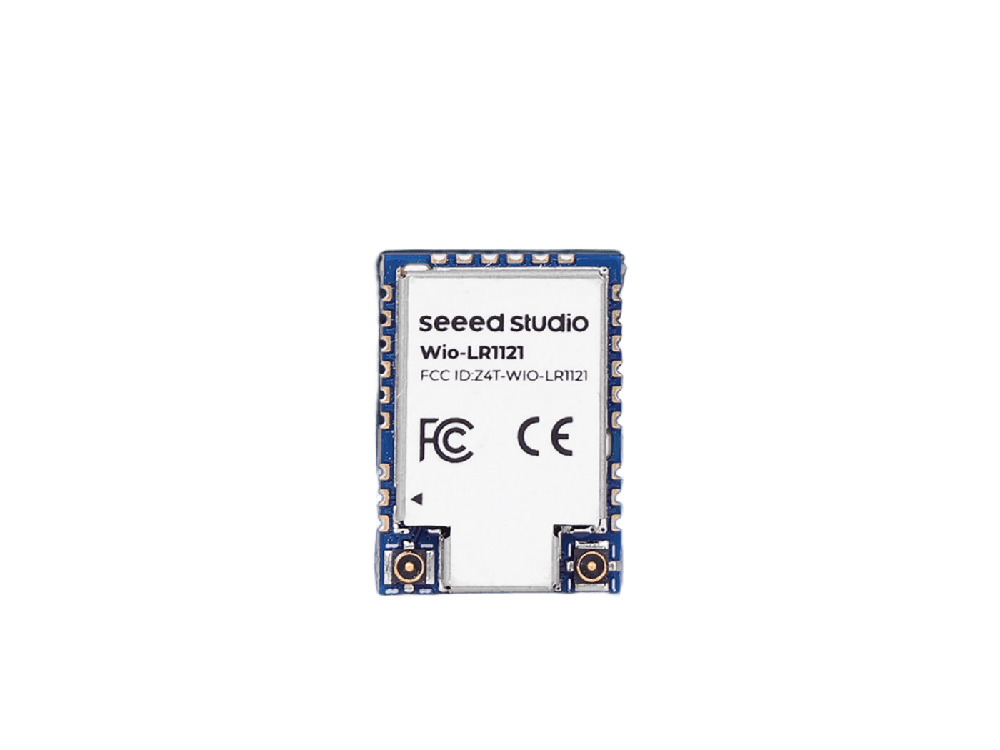 seeed studio
Wio-LR1121
FCC ID:Z4T-WIO-LR1121
FC CE